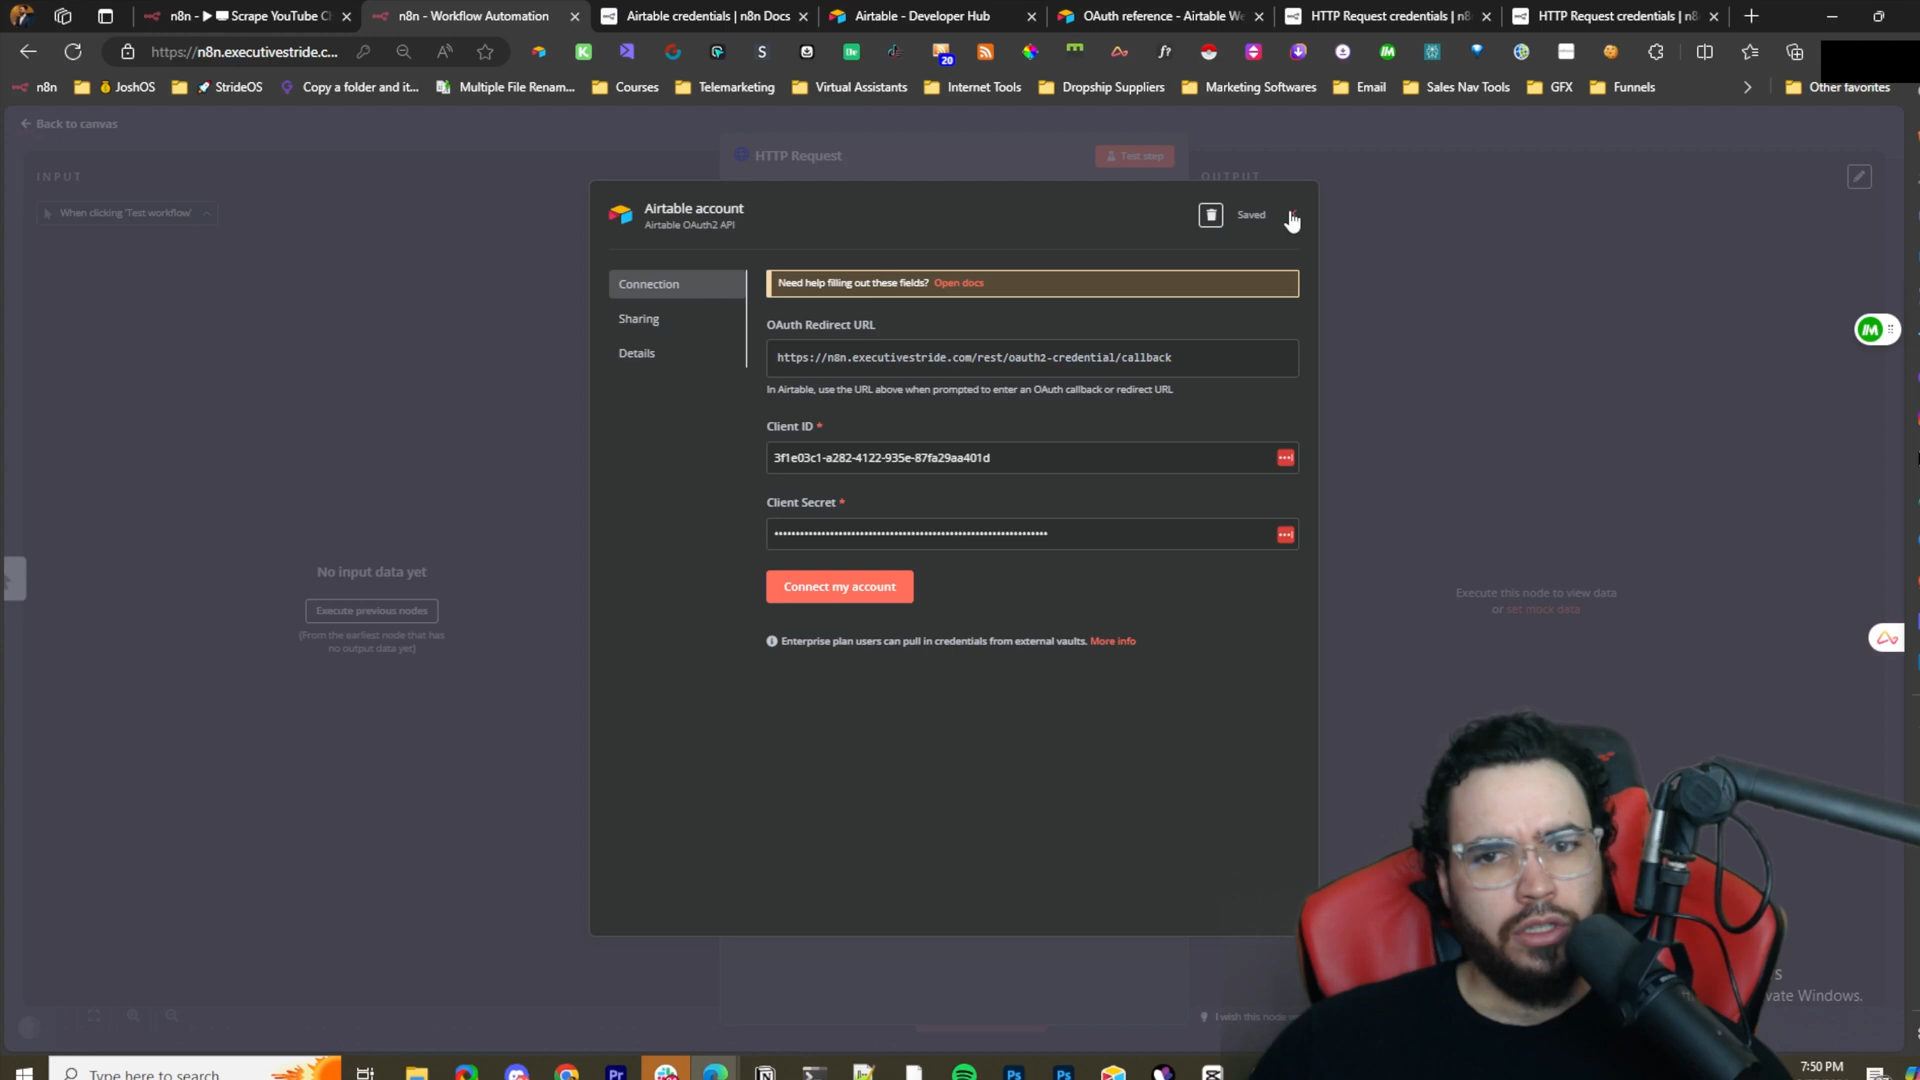 n8n - ▶ 🖥 Scrape YouTube C
n8n - Workflow Automation
Airtable credentials | n8n Docs
Airtable - Developer Hub
OAuth reference - Airtable W
HTTP Request credentials | n8
HTTP Request credentials | n8
https://n8n.executivestride.c...
20
n8n
JoshOS
StrideOS
Copy a folder and it...
Multiple File Renam...
Courses
Telemarketing
Virtual Assistants
Internet Tools
Dropship Suppliers
Marketing Softwares
Email
Sales Nav Tools
GFX
Funnels
Other favorites
Back to canvas
HTTP Request
Test step
INPUT
OUTPUT
When clicking 'Test workflow'
Airtable account
Airtable OAuth2 API
Saved
Connection
Sharing
Details
Need help filling out these fields? Open docs
OAuth Redirect URL
https://n8n.executivestride.com/rest/oauth2-credential/callback
In Airtable, use the URL above when prompted to enter an OAuth callback or redirect URL
Client ID *
3f1e03c1-a282-4122-935e-87fa29aa401d
Client Secret *
Connect my account
Enterprise plan users can pull in credentials from external vaults. More info
No input data yet
Execute previous nodes
(From the earliest node that has
no output data yet)
Execute this node to view data
or set mock data
I wish this node
vate Windows.
Type here to search
7:50 PM